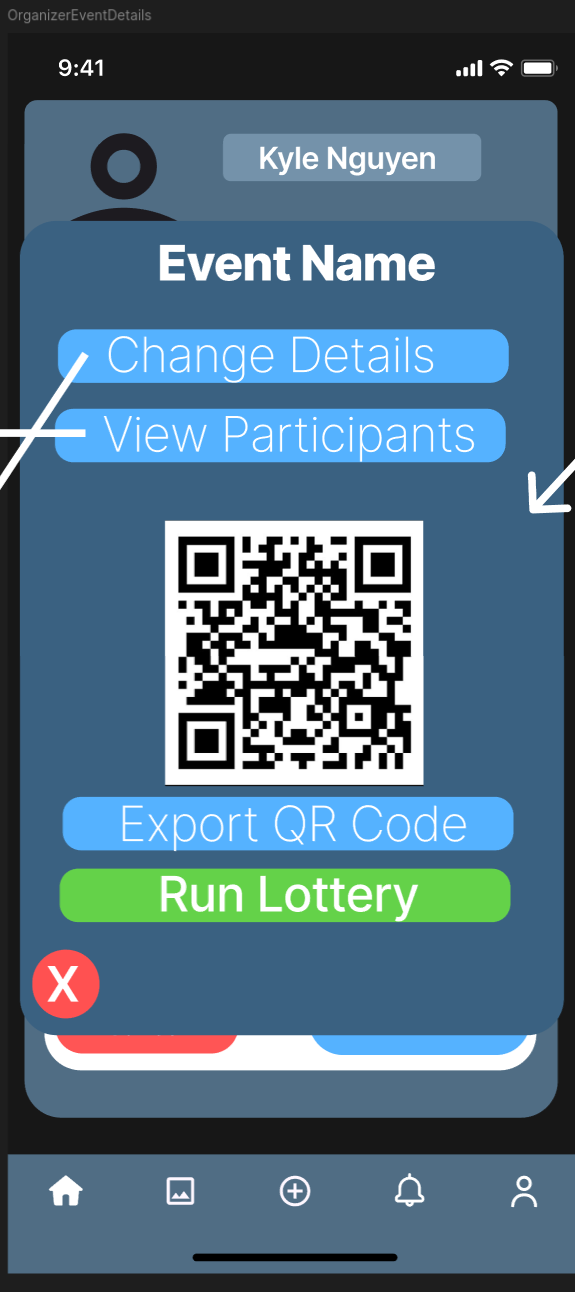 OrganizerEventDetails
9:41
Kyle Nguyen
Event Name
Change Details
View Participants
Export QR Code
Run Lottery
X